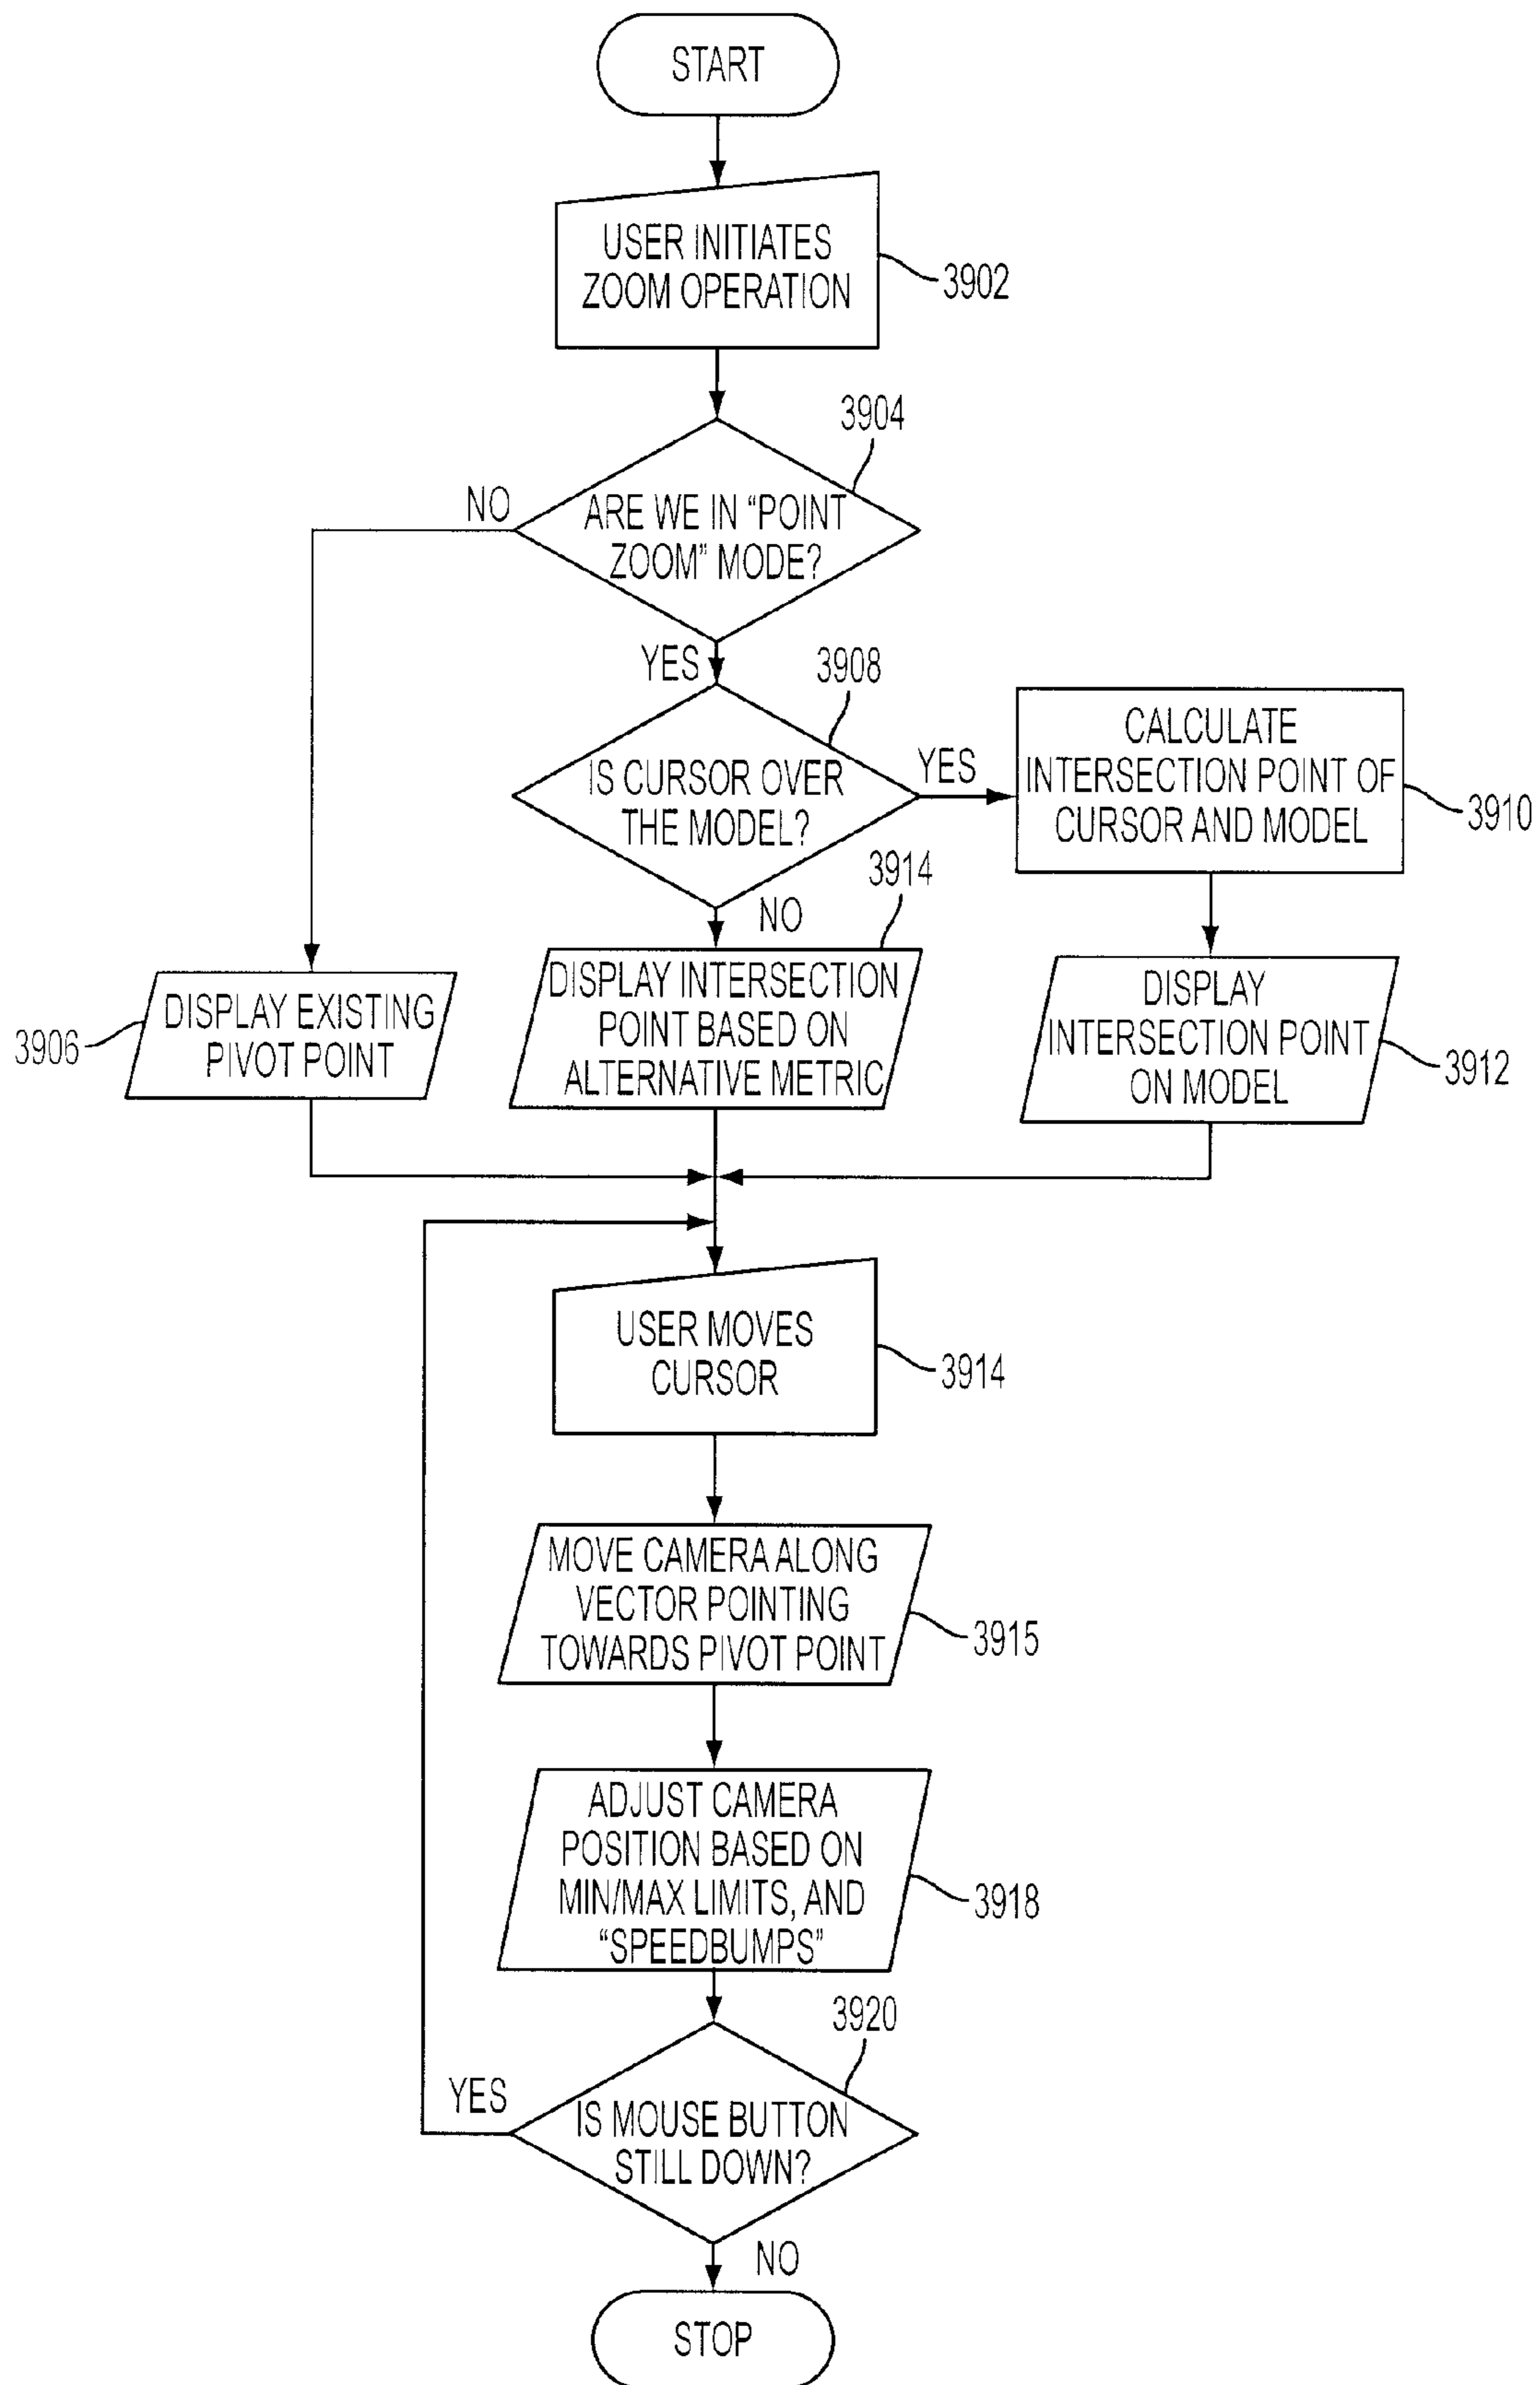 START
USER INITIATES
ZOOM OPERATION
3902
3904
NO
ARE WE IN “POINT
ZOOM” MODE?
YES
3908
IS CURSOR OVER
THE MODEL?
YES
CALCULATE
INTERSECTION POINT OF
CURSOR AND MODEL
3910
3914
NO
DISPLAY EXISTING
PIVOT POINT
3906
DISPLAY INTERSECTION
POINT BASED ON
ALTERNATIVE METRIC
DISPLAY
INTERSECTION POINT
ON MODEL
3912
USER MOVES
CURSOR
3914
MOVE CAMERA ALONG
VECTOR POINTING
TOWARDS PIVOT POINT
3915
ADJUST CAMERA
POSITION BASED ON
MIN/MAX LIMITS, AND
“SPEEDBUMPS”
3918
3920
YES
IS MOUSE BUTTON
STILL DOWN?
NO
STOP